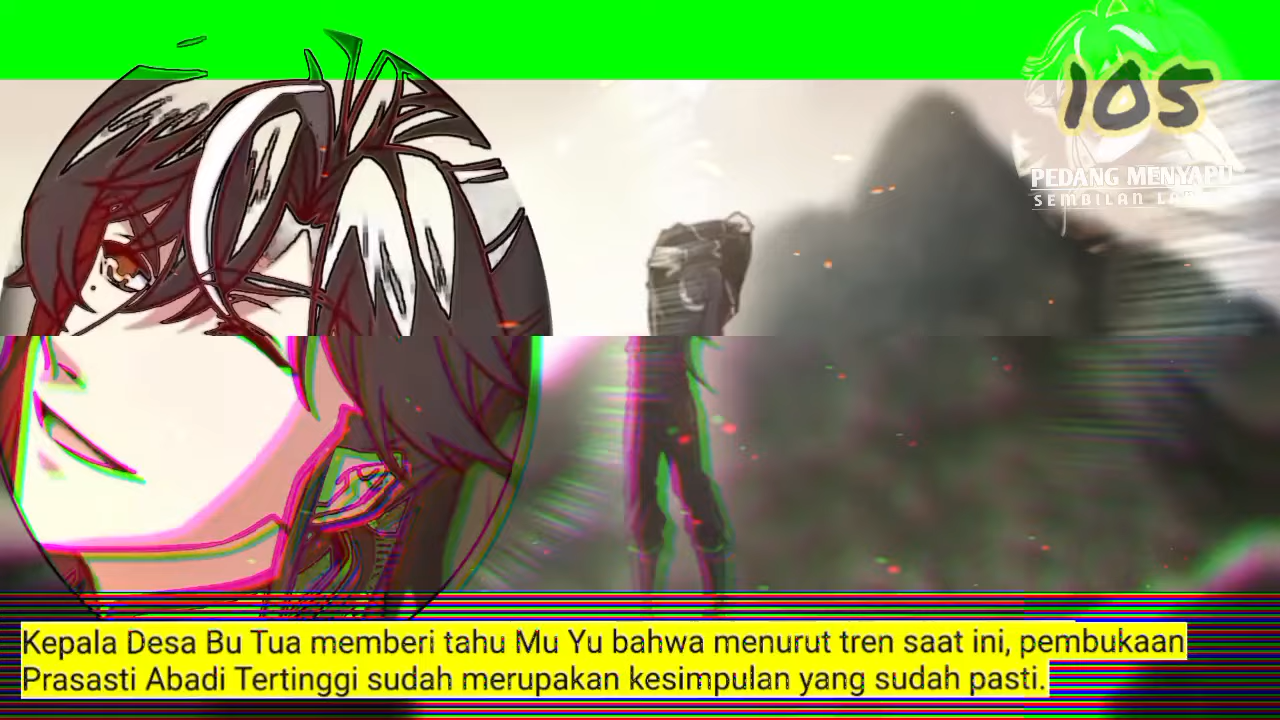 105
PEDANG MENYAPU
SEMBILAN
Kepala Desa Bu Tua memberi tahu Mu Yu bahwa menurut tren saat ini, pembukaan
Prasasti Abadi Tertinggi sudah merupakan kesimpulan yang sudah pasti.